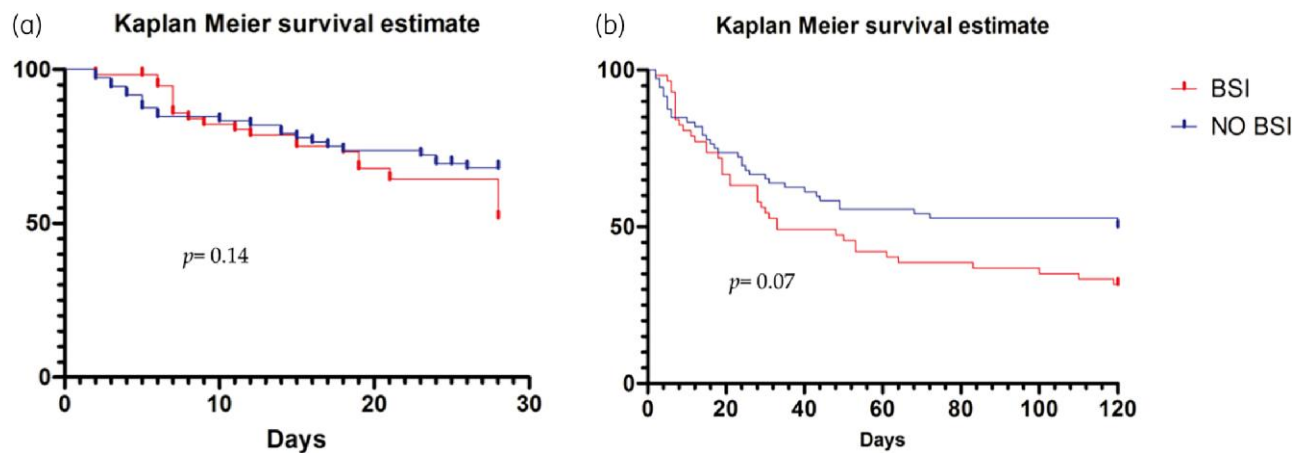 (a) Kaplan Meier survival estimate
100
50
0
p= 0.14
0 10 20 30
Days
(b) Kaplan Meier survival estimate
100
50
0
p= 0.07
0 20 40 60 80 100 120
Days
BSI
NO BSI